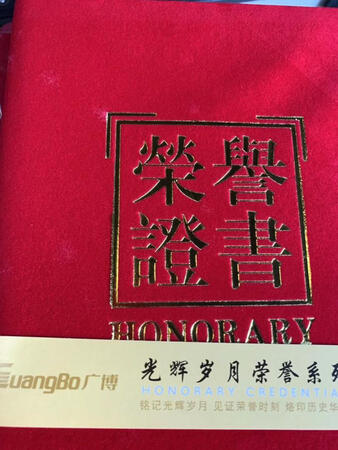 榮譽
證書
HONORARY
GuangBo广博
光辉岁月荣誉系列
HONORARY CREDENTIA
铭记光辉岁月 见证荣誉时刻 烙印历史华